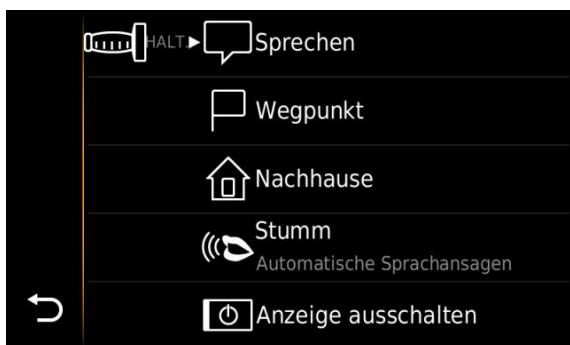 HALT. Sprechen
Wegpunkt
Nachhause
Stumm
Automatische Sprachansagen
Anzeige ausschalten